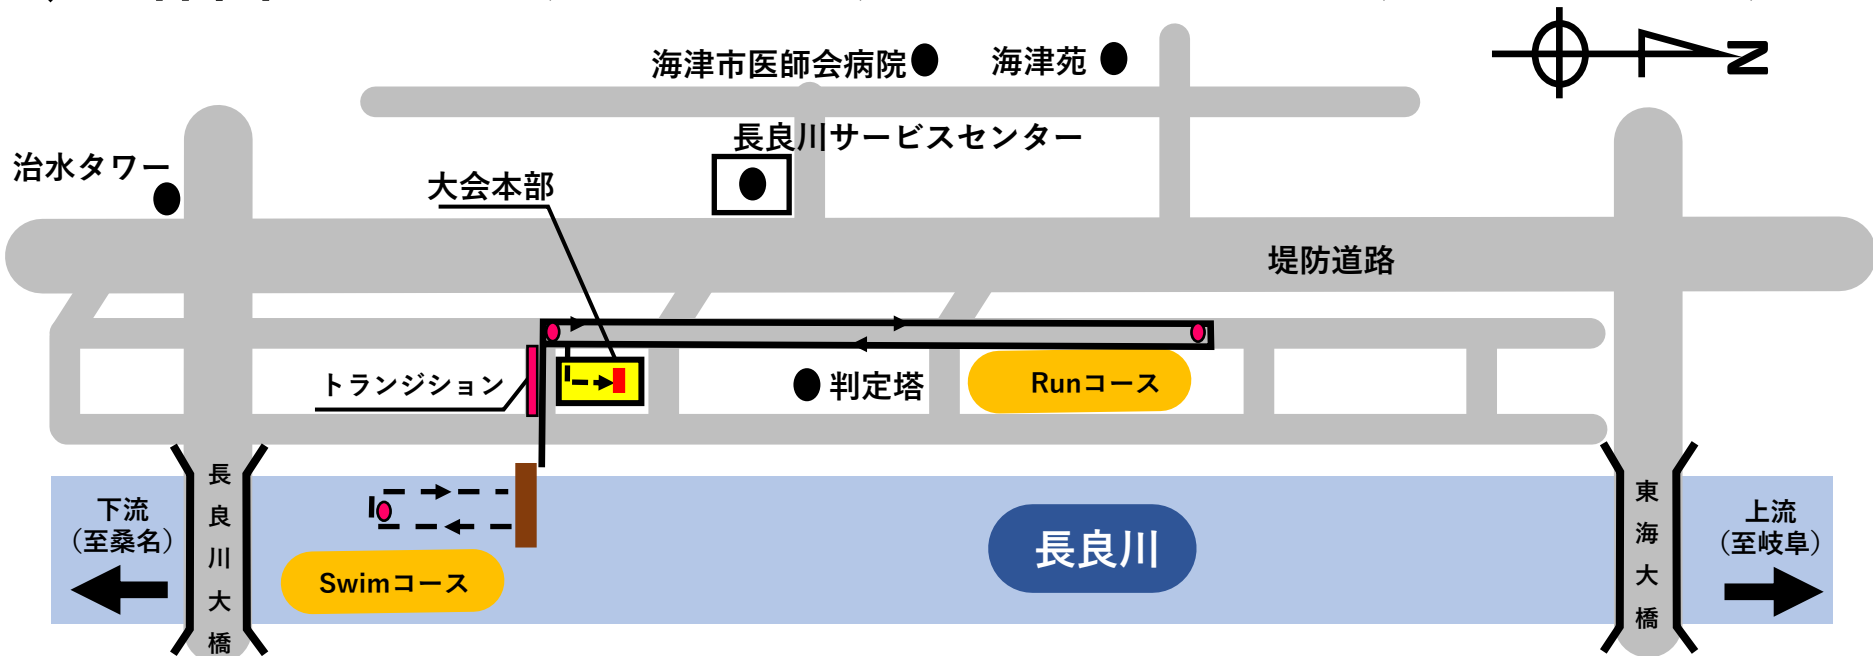 海津市医師会病院
海津苑
N
長良川サービスセンター
治水タワー
大会本部
堤防道路
トランジション
判定塔
Runコース
長良川大橋
下流
（至桑名）
Swimコース
長良川
東海大橋
上流
（至岐阜）